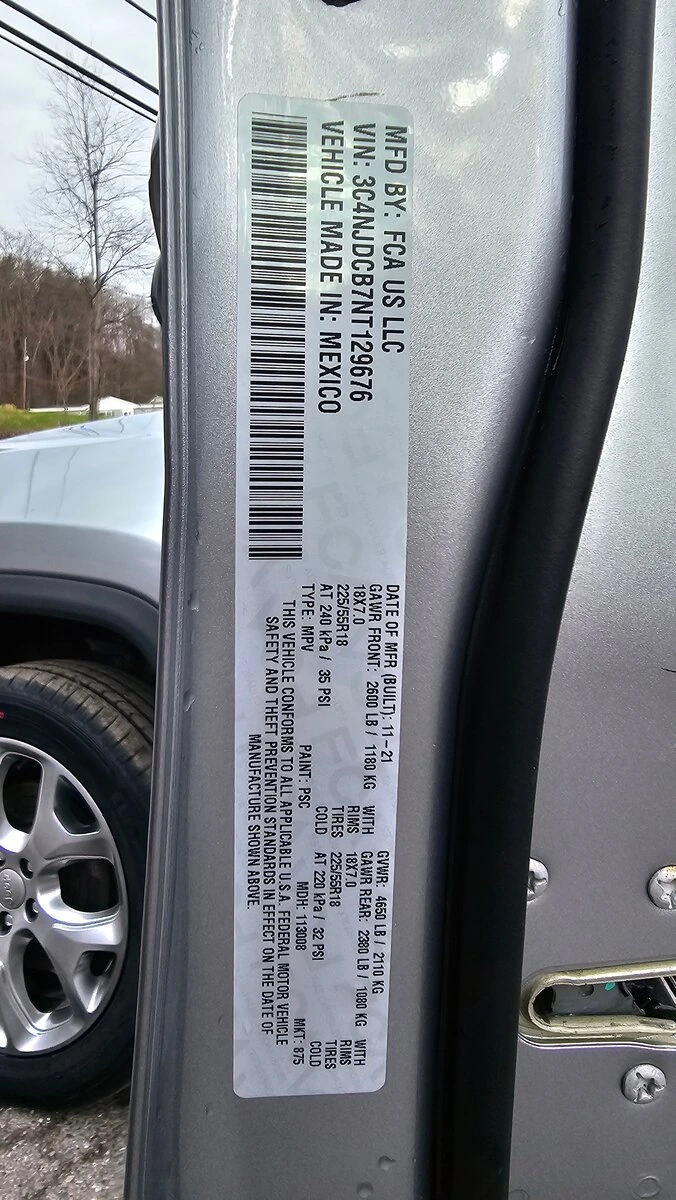 MFD BY: FCA US LLC
VIN: 3C4NJDCB7NT129676
VEHICLE MADE IN: MEXICO
DATE OF MFR (BUILT): 11-21 GVWR: 4650 LB / 2110 KG
GAWR FRONT: 2600 LB / 1180 KG WITH GAWR REAR: 2380 LB / 1080 KG WITH
18X7.0 RIMS 18X7.0 RIMS
225/55R18 TIRES 225/55R18 TIRES
AT 240 kPa / 35 PSI COLD AT 220 kPa / 32 PSI COLD
TYPE: MPV PAINT: PSC MDH: 113008 MKT: 875
THIS VEHICLE CONFORMS TO ALL APPLICABLE U.S.A. FEDERAL MOTOR VEHICLE
SAFETY AND THEFT PREVENTION STANDARDS IN EFFECT ON THE DATE OF
MANUFACTURE SHOWN ABOVE.
Jeep